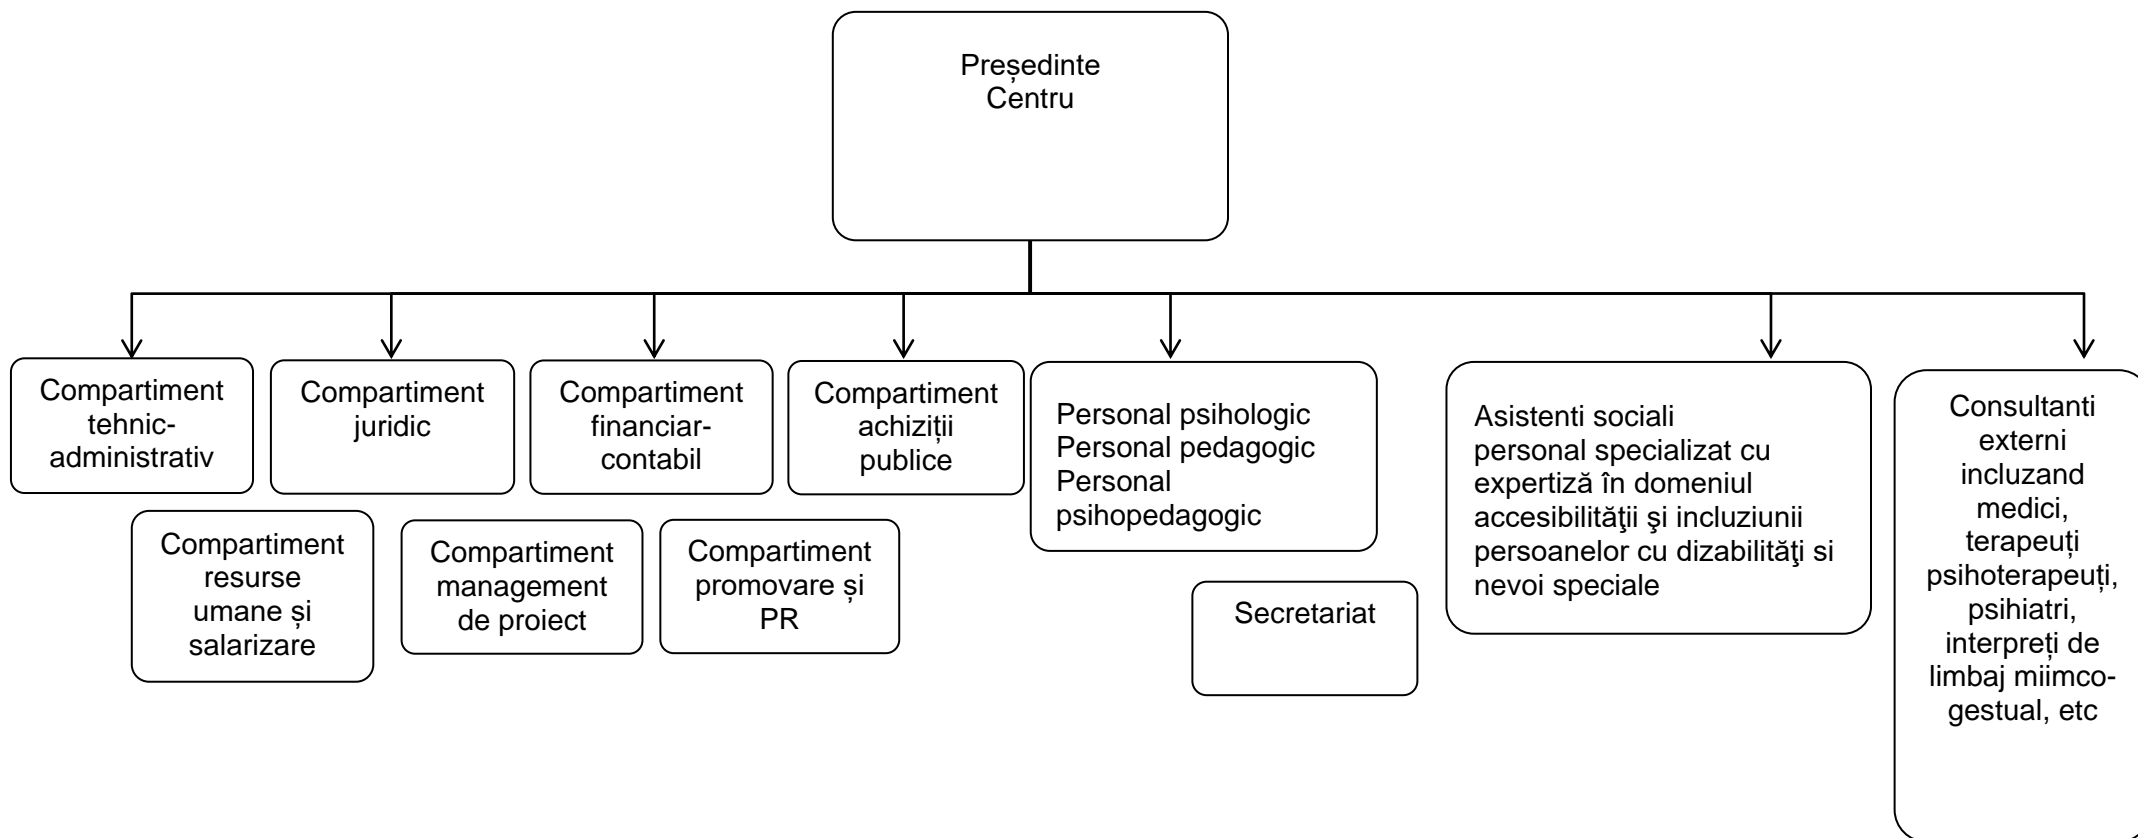 Președinte
Centru
Compartiment
tehnic-
administrativ
Compartiment
juridic
Compartiment
financiar-
contabil
Compartiment
achiziții
publice
Personal psihologic
Personal pedagogic
Personal
psihopedagogic
Asistenti sociali
personal specializat cu
expertiză în domeniul
accesibilităţii şi incluziunii
persoanelor cu dizabilităţi si
nevoi speciale
Consultanti
externi
incluzand
medici,
terapeuți
psihoterapeuți,
psihiatri,
interpreți de
limbaj miimco-
gestual, etc
Compartiment
resurse
umane și
salarizare
Compartiment
management
de proiect
Compartiment
promovare și
PR
Secretariat